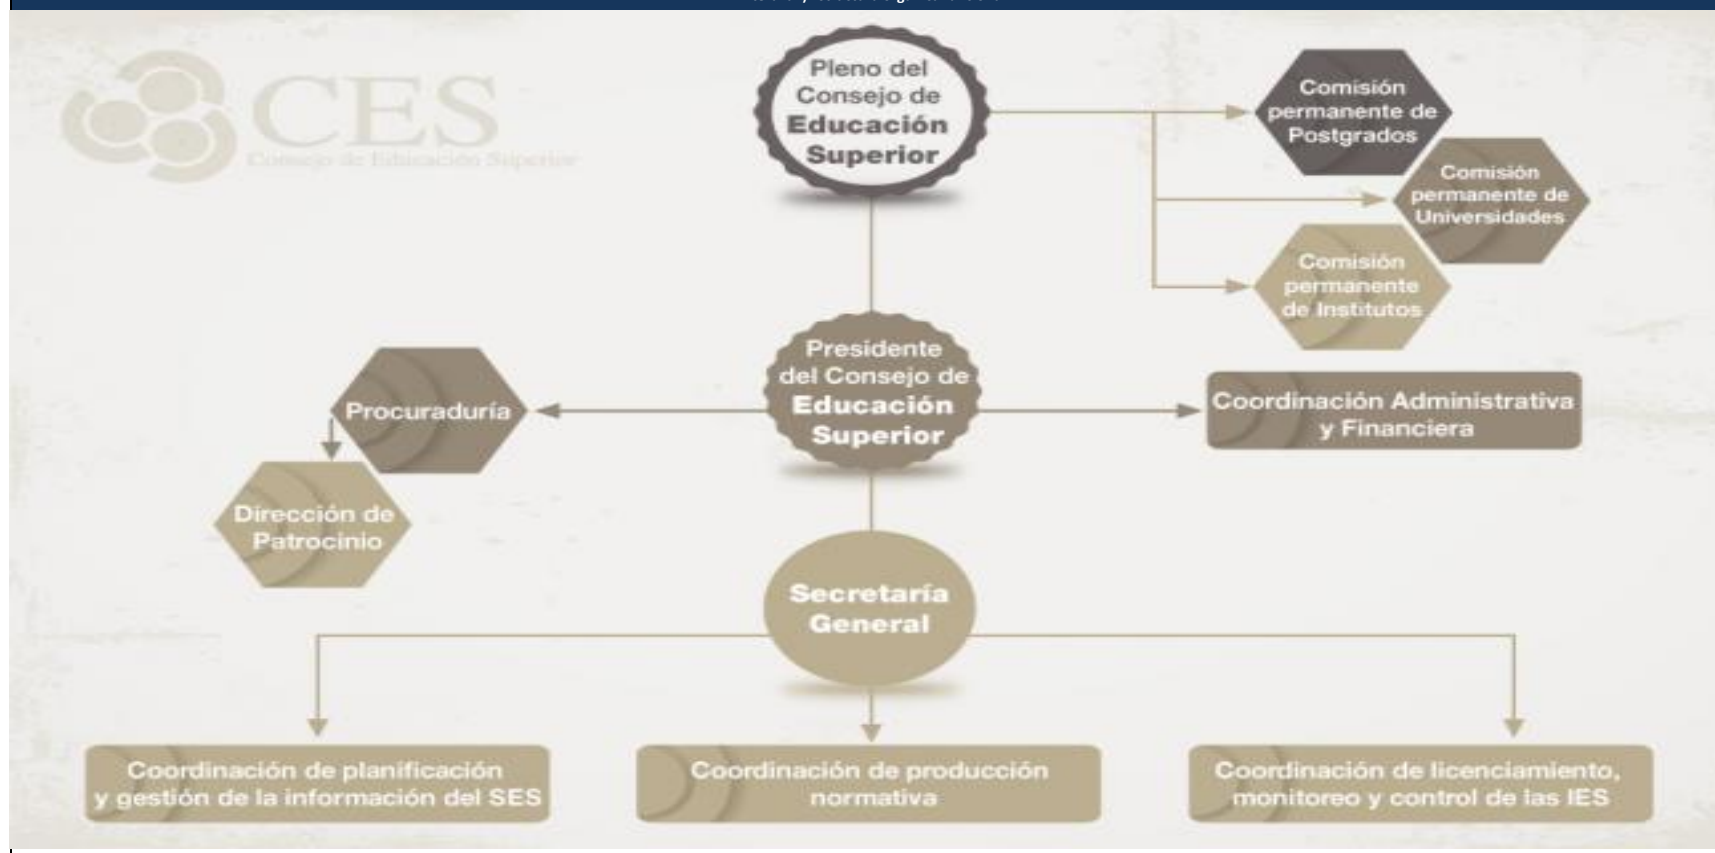 CES
Consejo de Educación Superior
Pleno del
Consejo de
Educación
Superior
Comisión
permanente de
Postgrados
Comisión
permanente de
Universidades
Comisión
permanente
de Institutos
Presidente
del Consejo de
Educación
Superior
Procuraduría
Coordinación Administrativa
y Financiera
Dirección de
Patrocinio
Secretaría
General
Coordinación de planificación
y gestión de la información del SES
Coordinación de producción
normativa
Coordinación de licenciamiento,
monitoreo y control de las IES